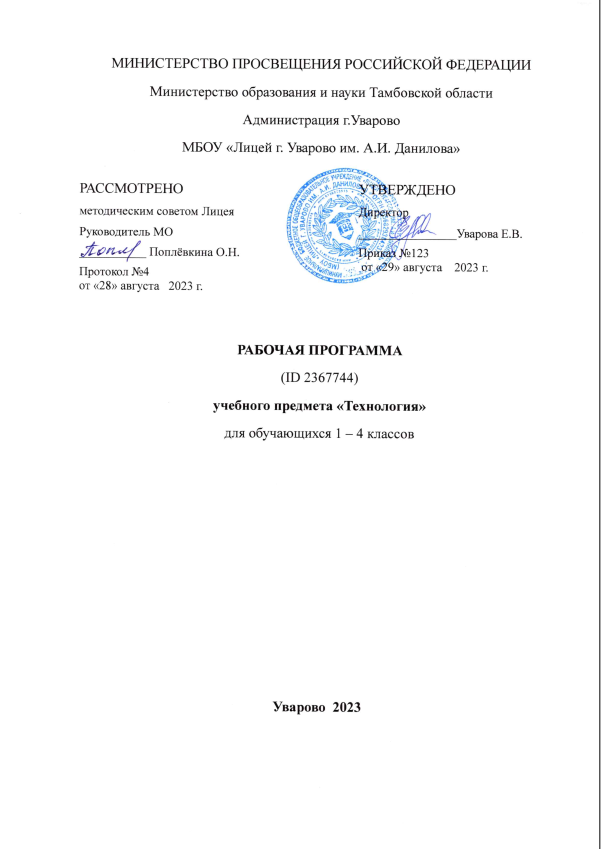 МИНИСТЕРСТВО ПРОСВЕЩЕНИЯ РОССИЙСКОЙ ФЕДЕРАЦИИ
Министерство образования и науки Тамбовской области
Администрация г.Уварово
МБОУ «Лицей г. Уварово им. А.И. Данилова»
РАССМОТРЕНО
методическим советом Лицея
Руководитель МО
Поплёвкина О.Н.
Протокол №4
от «28» августа 2023 г.
УТВЕРЖДЕНО
Директор
Уварова Е.В.
Приказ №123
от «29» августа 2023 г.
РАБОЧАЯ ПРОГРАММА
(ID 2367744)
учебного предмета «Технология»
для обучающихся 1 – 4 классов
Уварово 2023